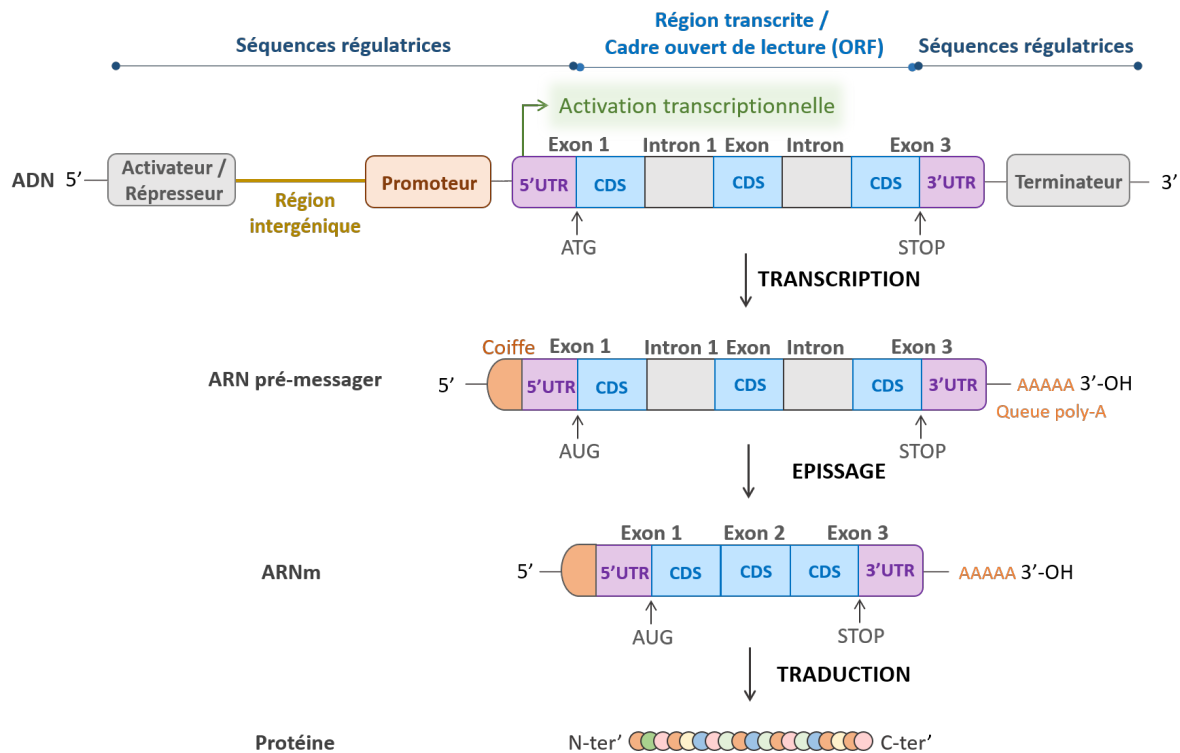 Région transcrite /
Séquences régulatrices
Cadre ouvert de lecture (ORF)
Séquences régulatrices
Activation transcriptionnelle
Exon 1
Intron 1
Exon
Intron
Exon 3
ADN
5’
Activateur /
Répresseur
Région
intergénique
Promoteur
5’UTR
CDS
CDS
CDS
3’UTR
Terminateur
3’
ATG
STOP
TRANSCRIPTION
Coiffe
Exon 1
Intron 1
Exon
Intron
Exon 3
ARN pré-messager
5’
5’UTR
CDS
CDS
CDS
3’UTR
AAAAA 3’-OH
Queue poly-A
AUG
STOP
EPISSAGE
Exon 1
Exon 2
Exon 3
ARNm
5’
5’UTR
CDS
CDS
CDS
3’UTR
AAAAA 3’-OH
AUG
STOP
TRADUCTION
Protéine
N-ter’
C-ter’